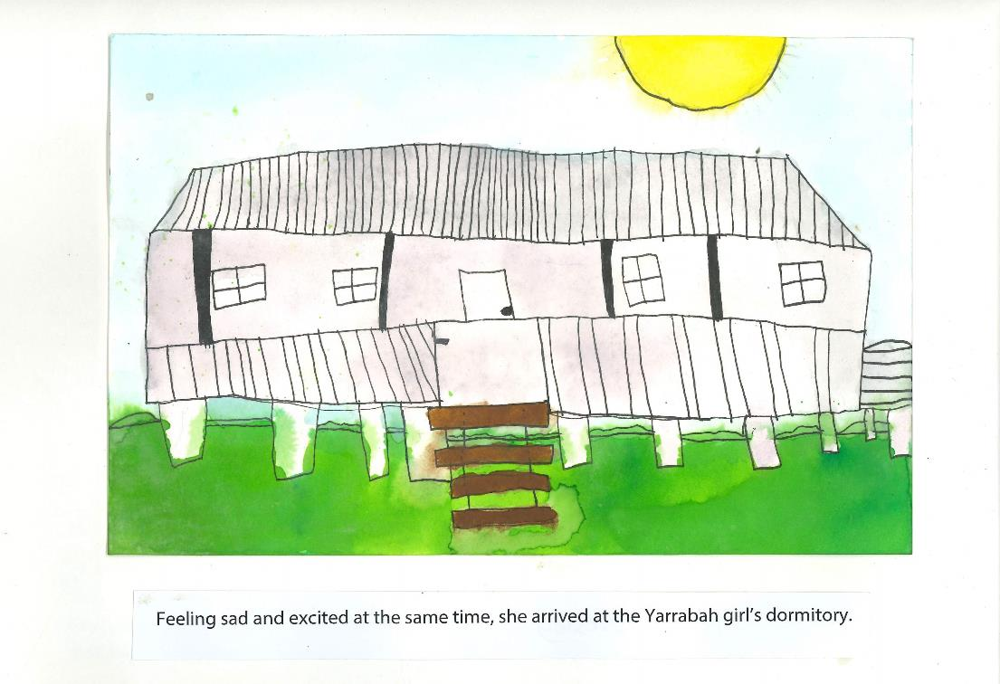 Feeling sad and excited at the same time, she arrived at the Yarrabah girl’s dormitory.